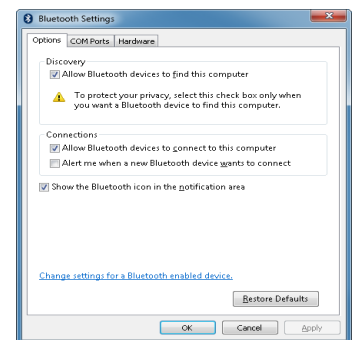 Bluetooth Settings
Options COM Ports Hardware
Discovery
Allow Bluetooth devices to find this computer
To protect your privacy, select this check box only when
you want a Bluetooth device to find this computer.
Connections
Allow Bluetooth devices to connect to this computer
Alert me when a new Bluetooth device wants to connect
Show the Bluetooth icon in the notification area
Change settings for a Bluetooth enabled device.
Restore Defaults
OK Cancel Apply